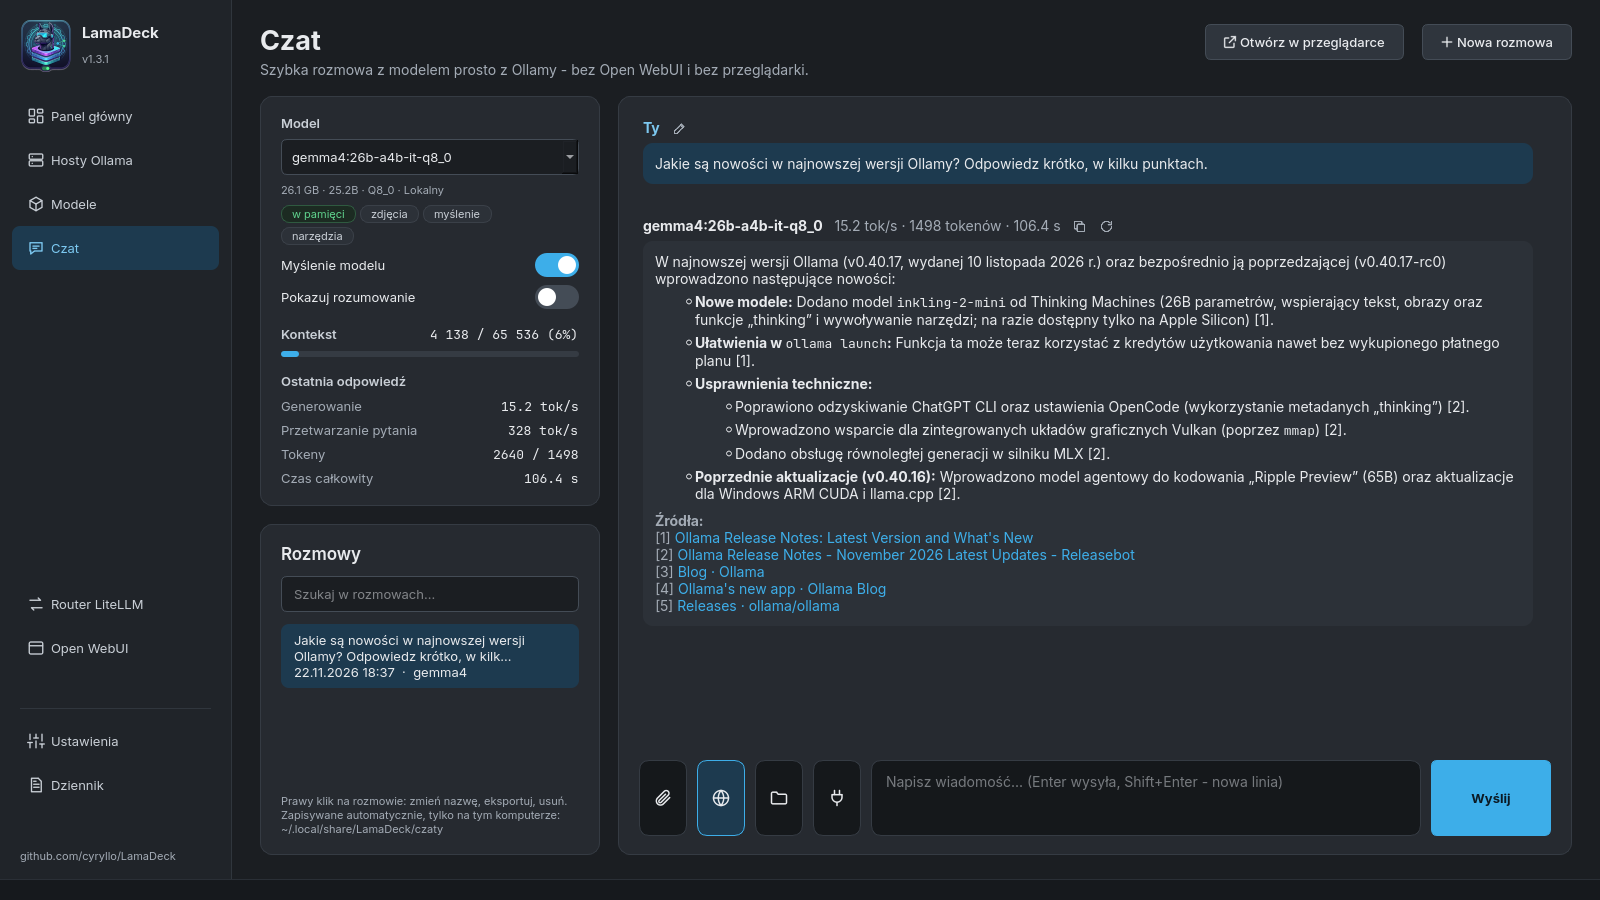 LamaDeck
v1.3.1
Panel główny
Hosty Ollama
Modele
Czat
Router LiteLLM
Open WebUI
Ustawienia
Dziennik
github.com/cyryllo/LamaDeck
Czat
Szybka rozmowa z modelem prosto z Ollamy - bez Open WebUI i bez przeglądarki.
Otwórz w przeglądarce
Nowa rozmowa
Model
gemma4:26b-a4b-it-q8_0
26.1 GB · 25.2B · Q8_0 · Lokalny
w pamięci
zdjęcia
myślenie
narzędzia
Myślenie modelu
Pokazuj rozumowanie
Kontekst 4 138 / 65 536 (6%)
Ostatnia odpowiedź
Generowanie 15.2 tok/s
Przetwarzanie pytania 328 tok/s
Tokeny 2640 / 1498
Czas całkowity 106.4 s
Rozmowy
Szukaj w rozmowach...
Jakie są nowości w najnowszej wersji
Ollamy? Odpowiedz krótko, w kilk...
22.11.2026 18:37 · gemma4
Prawy klik na rozmowie: zmień nazwę, eksportuj, usuń.
Zapisywane automatycznie, tylko na tym komputerze:
~/.local/share/LamaDeck/czaty
Ty
Jakie są nowości w najnowszej wersji Ollamy? Odpowiedz krótko, w kilku punktach.
gemma4:26b-a4b-it-q8_0 15.2 tok/s · 1498 tokenów · 106.4 s
W najnowszej wersji Ollama (v0.40.17, wydanej 10 listopada 2026 r.) oraz bezpośrednio ją poprzedzającej (v0.40.17-rc0)
wprowadzono następujące nowości:
Nowe modele: Dodano model inkling-2-mini od Thinking Machines (26B parametrów, wspierający tekst, obrazy oraz
funkcje „thinking” i wywoływanie narzędzi; na razie dostępny tylko na Apple Silicon) [1].
Ułatwienia w ollama launch: Funkcja ta może teraz korzystać z kredytów użytkowania nawet bez wykupionego płatnego
planu [1].
Usprawnienia techniczne:
Poprawiono odzyskiwanie ChatGPT CLI oraz ustawienia OpenCode (wykorzystanie metadanych „thinking”) [2].
Wprowadzono wsparcie dla zintegrowanych układów graficznych Vulkan (poprzez mmap) [2].
Dodano obsługę równoległej generacji w silniku MLX [2].
Poprzednie aktualizacje (v0.40.16): Wprowadzono model agentowy do kodowania „Ripple Preview” (65B) oraz aktualizacje
dla Windows ARM CUDA i llama.cpp [2].
Źródła:
[1] Ollama Release Notes: Latest Version and What's New
[2] Ollama Release Notes - November 2026 Latest Updates - Releasebot
[3] Blog · Ollama
[4] Ollama's new app · Ollama Blog
[5] Releases · ollama/ollama
Napisz wiadomość... (Enter wysyła, Shift+Enter - nowa linia)
Wyślij